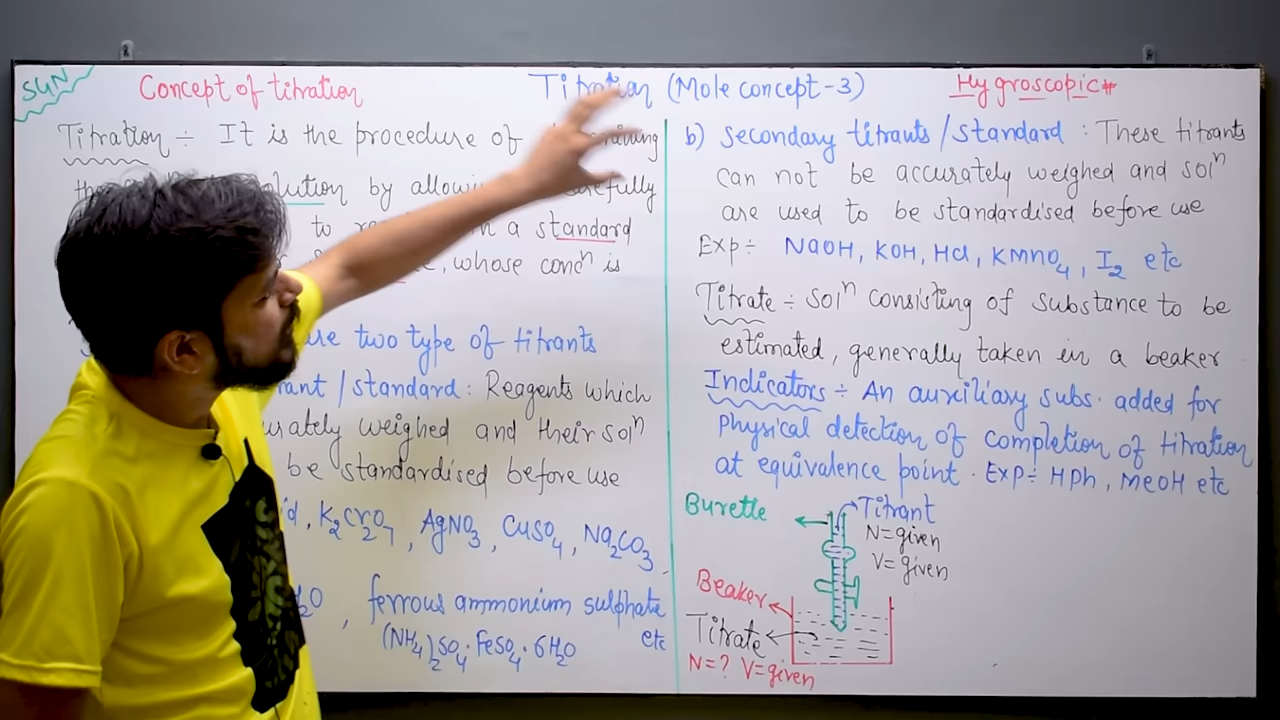 SGN
Concept of titration
Titration (Mole concept-3)
Hygroscopic*
Titration ÷ It is the procedure of
solution by carefully
to in a standard
, whose concⁿ is
two type of titrants
/ standard : Reagents which
weighed and their solⁿ
be standardised before use
, K₂Cr₂O₇, AgNO₃, CuSO₄, Na₂CO₃,
, ferrous ammonium sulphate
(NH₄)₂SO₄·FeSO₄·6H₂O etc
b) Secondary titrants / standard : These titrants
can not be accurately weighed and solⁿ
are used to be standardised before use
Exp ÷ NaOH, KOH, HCl, KMnO₄, I₂ etc
Titrate ÷ Solⁿ consisting of substance to be
estimated, generally taken in a beaker
Indicators ÷ An auxiliary subs. added for
Physical detection of completion of titration
at equivalence point. Exp ÷ HPh, MeOH etc
Burette
Titrant
N = given
V = given
Beaker
Titrate
N = ? V = given